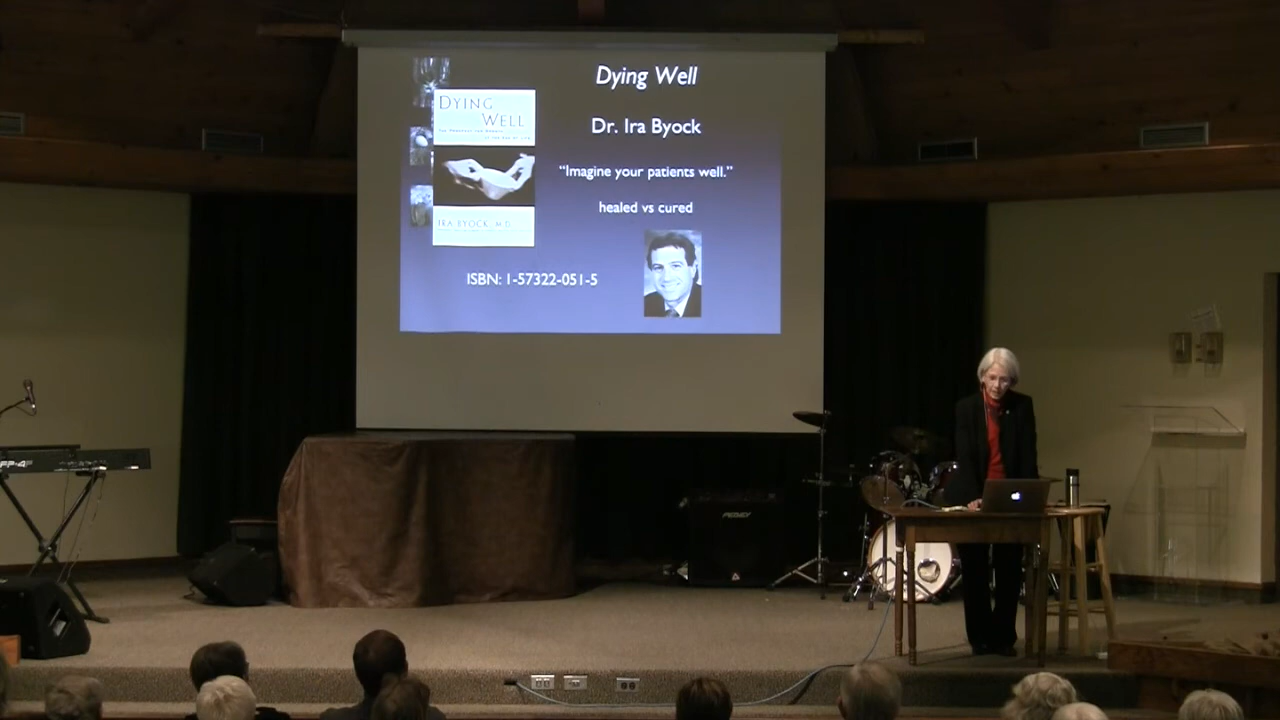 Dying Well
Dr. Ira Byock
"Imagine your patients well."
healed vs cured
ISBN: 1-57322-051-5
DYING
WELL
IRA BYOCK, M.D.
PEAVEY
FP-4F